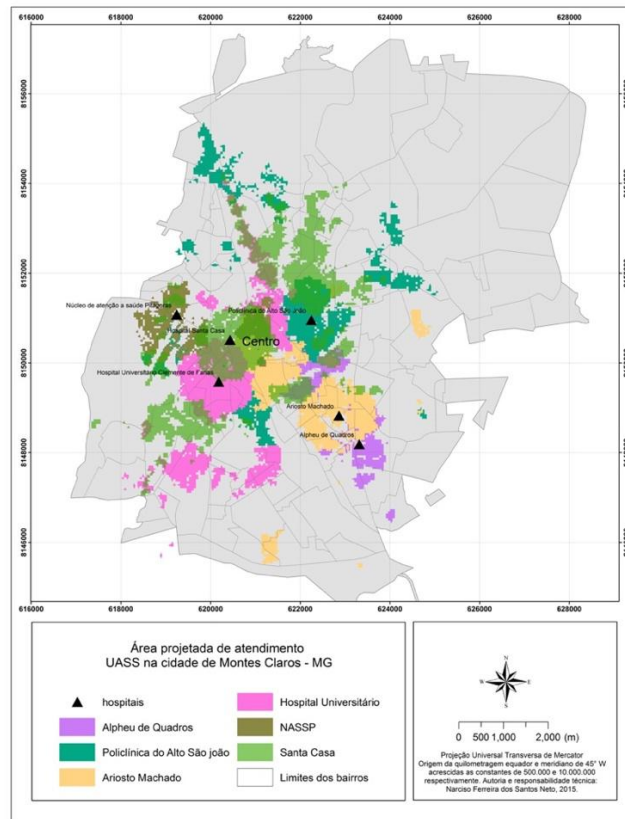 616000 618000 620000 622000 624000 626000 628000
8156000
8154000
8152000
8150000
8148000
8146000
Núcleo de atenção a saúde Pitágoras
Policlínica do Alto São joão
Hospital Santa Casa
Centro
Hospital Universitário Clemente de Farias
Ariosto Machado
Alpheu de Quadros
616000 618000 620000 622000 624000 626000 628000
Área projetada de atendimento
UASS na cidade de Montes Claros - MG
hospitais
Hospital Universitário
Alpheu de Quadros
NASSP
Policlínica do Alto São joão
Santa Casa
Ariosto Machado
Limites dos bairros
N
W E
S
0 500 1,000 2,000 (m)
Projeção Universal Transversa de Mercator
Origem da quilometragem equador e meridiano de 45° W
acrescidas as constantes de 500.000 e 10.000.000
respectivamente. Autoria e responsabilidade técnica:
Narciso Ferreira dos Santos Neto, 2015.